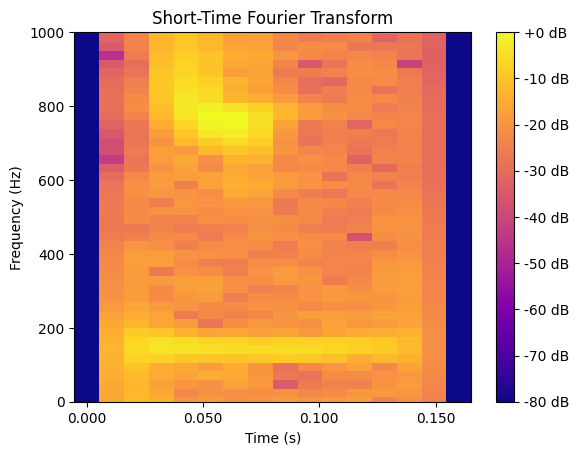 Short-Time Fourier Transform
1000
800
600
400
200
0
Frequency (Hz)
0.000
0.050
0.100
0.150
Time (s)
+0 dB
-10 dB
-20 dB
-30 dB
-40 dB
-50 dB
-60 dB
-70 dB
-80 dB